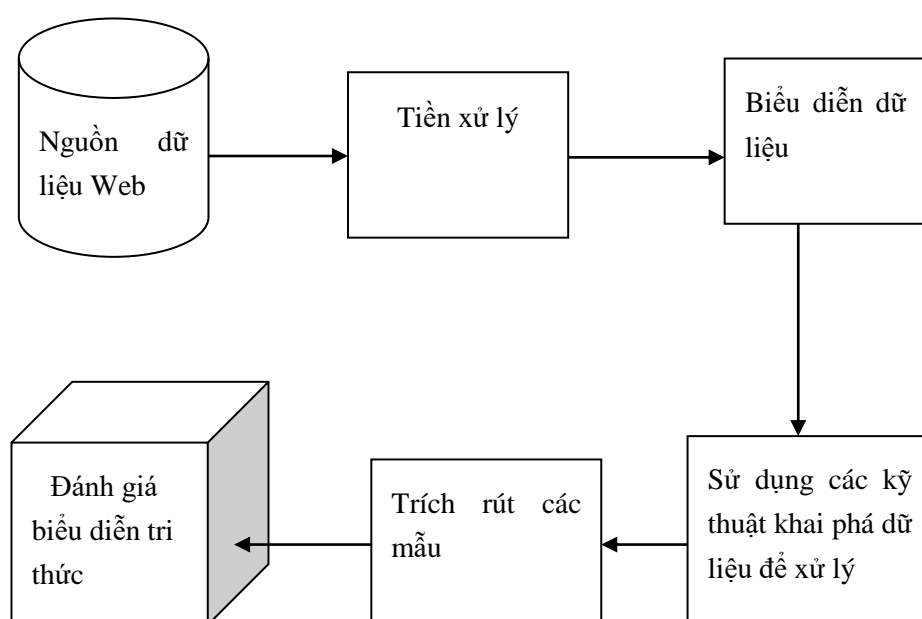 Nguồn dữ
liệu Web
Tiền xử lý
Biểu diễn dữ
liệu
Sử dụng các kỹ
thuật khai phá dữ
liệu để xử lý
Trích rút các
mẫu
Đánh giá
biểu diễn tri
thức